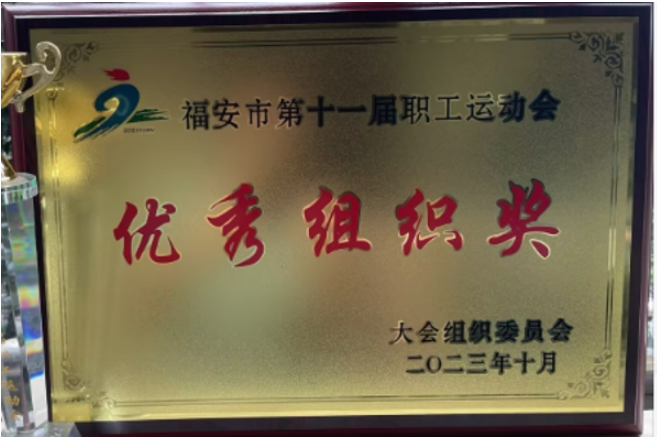 福安市第十一届职工运动会
优秀组织奖
大会组织委员会
二〇二三年十月